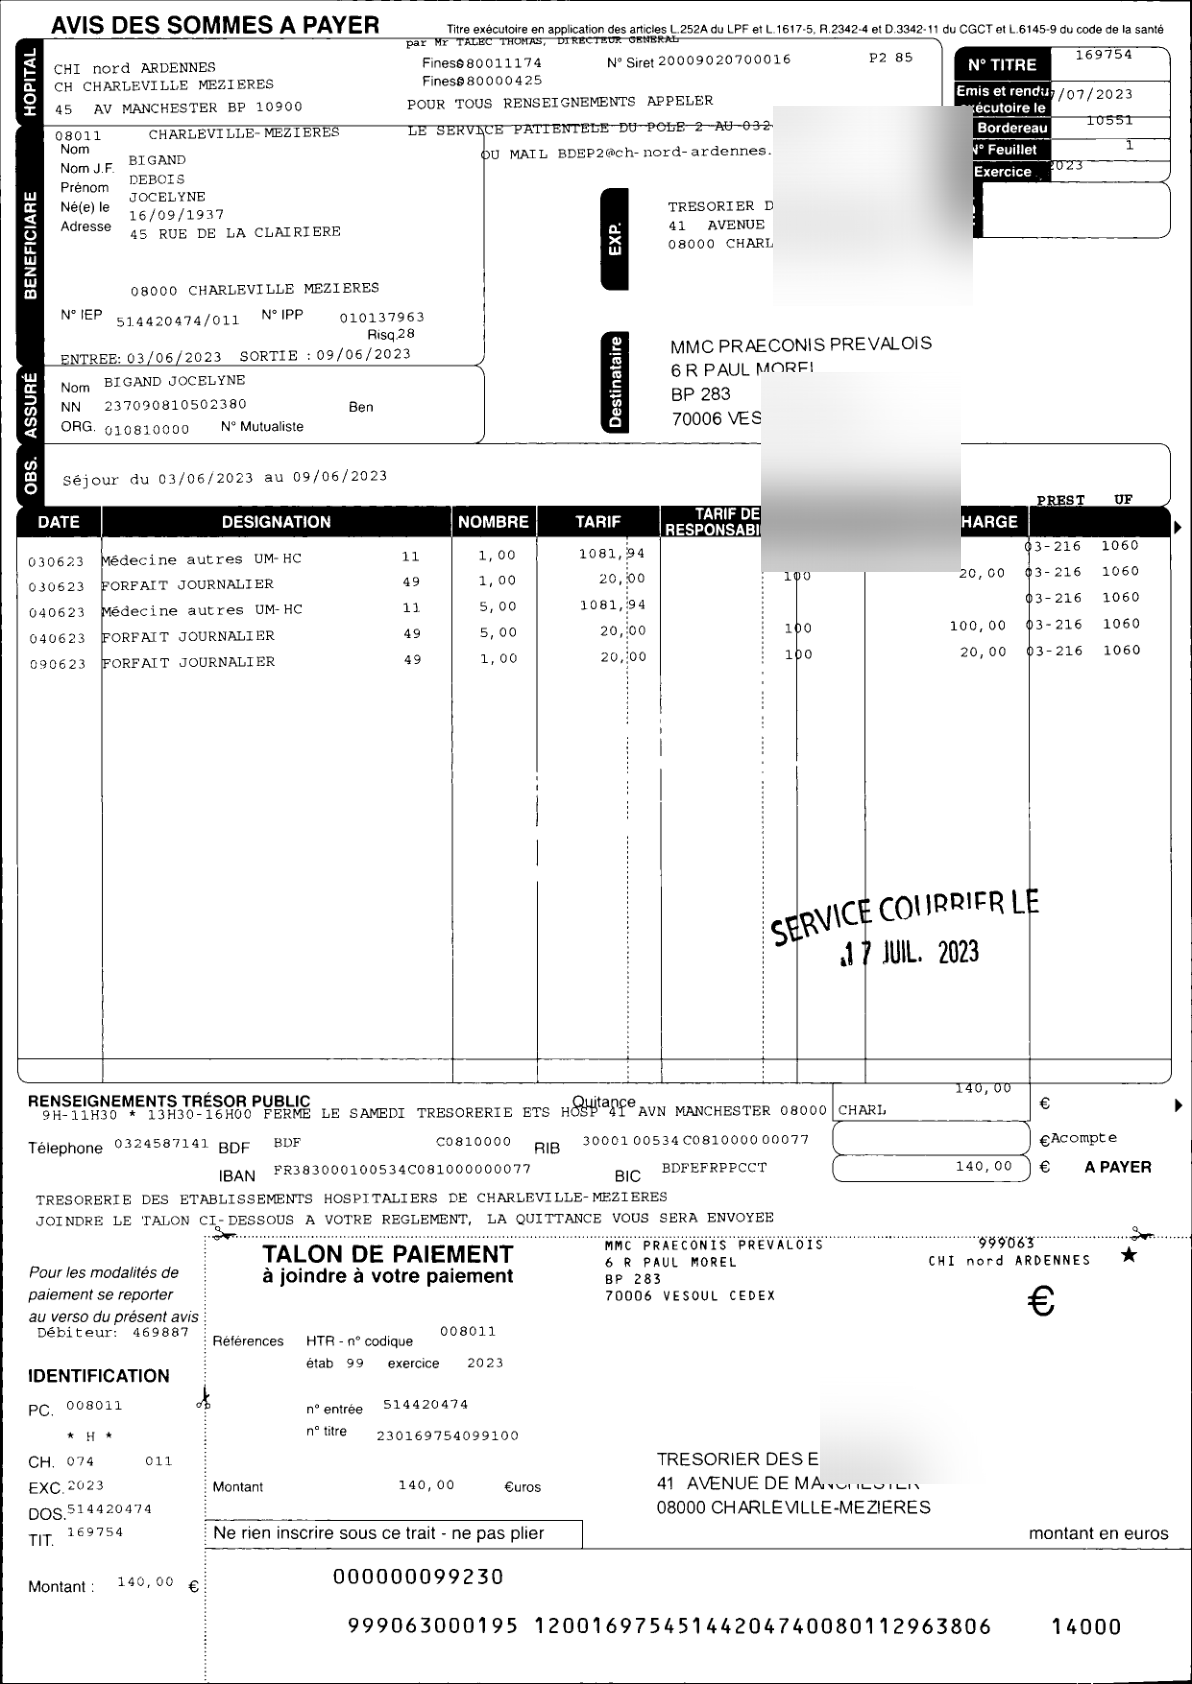 AVIS DES SOMMES A PAYER
Titre exécutoire en application des articles L.252A du LPF et L.1617-5, R.2342-4 et D.3342-11 du CGCT et L.6145-9 du code de la santé
par Mr TALEC THOMAS, DIRECTEUR GENERAL
HOPITAL
CHI nord ARDENNES
CH CHARLEVILLE MEZIERES
45 AV MANCHESTER BP 10900
08011 CHARLEVILLE-MEZIERES
Finess 080011174 N° Siret 20009020700016 P2 85
Finess 080000425
POUR TOUS RENSEIGNEMENTS APPELER
LE SERVICE PATIENTELE DU POLE 2 AU 032
OU MAIL BDEP2@ch-nord-ardennes.
N° TITRE 169754
Emis et rendu exécutoire le 7/07/2023
Bordereau 10551
N° Feuillet 1
Exercice 2023
BENEFICIARE
Nom BIGAND
Nom J.F. DEBOIS
Prénom JOCELYNE
Né(e) le 16/09/1937
Adresse 45 RUE DE LA CLAIRIERE
08000 CHARLEVILLE MEZIERES
N° IEP 514420474/011 N° IPP 010137963
Risq.28
ENTREE: 03/06/2023 SORTIE : 09/06/2023
EXP.
TRESORIER D
41 AVENUE
08000 CHARL
Destinataire
MMC PRAECONIS PREVALOIS
6 R PAUL MOREL
BP 283
70006 VES
ASSURÉ
Nom BIGAND JOCELYNE
NN 237090810502380 Ben
ORG. 010810000 N° Mutualiste
OBS.
Séjour du 03/06/2023 au 09/06/2023
PREST UF
DATE DESIGNATION NOMBRE TARIF TARIF DE RESPONSABI HARGE
030623 Médecine autres UM-HC 11 1,00 1081,94 03-216 1060
030623 FORFAIT JOURNALIER 49 1,00 20,00 100 20,00 03-216 1060
040623 Médecine autres UM-HC 11 5,00 1081,94 03-216 1060
040623 FORFAIT JOURNALIER 49 5,00 20,00 100 100,00 03-216 1060
090623 FORFAIT JOURNALIER 49 1,00 20,00 100 20,00 03-216 1060
SERVICE COURRIER LE
17 JUIL. 2023
RENSEIGNEMENTS TRÉSOR PUBLIC Quitance 140,00 €
9H-11H30 * 13H30-16H00 FERME LE SAMEDI TRESORERIE ETS HOSP 41 AVN MANCHESTER 08000 CHARL
Télephone 0324587141 BDF BDF C0810000 RIB 30001 00534 C0810000000 77 € Acompte
IBAN FR383000100534C081000000077 BIC BDFEFRPPCCT 140,00 € A PAYER
TRESORERIE DES ETABLISSEMENTS HOSPITALIERS DE CHARLEVILLE-MEZIERES
JOINDRE LE TALON CI-DESSOUS A VOTRE REGLEMENT, LA QUITTANCE VOUS SERA ENVOYEE
Pour les modalités de
paiement se reporter
au verso du présent avis
Débiteur: 469887
IDENTIFICATION
PC. 008011
* H *
CH. 074 011
EXC. 2023
DOS. 514420474
TIT. 169754
Montant : 140,00 €
TALON DE PAIEMENT
à joindre à votre paiement
MMC PRAECONIS PREVALOIS
6 R PAUL MOREL
BP 283
70006 VESOUL CEDEX
999063
CHI nord ARDENNES ★
€
Références HTR - n° codique 008011
étab 99 exercice 2023
n° entrée 514420474
n° titre 230169754099100
Montant 140,00 €uros
TRESORIER DES E
41 AVENUE DE MANCHESTER
08000 CHARLEVILLE-MEZIERES
Ne rien inscrire sous ce trait - ne pas plier
montant en euros
000000099230
999063000195 12001697545144204740080112963806 14000